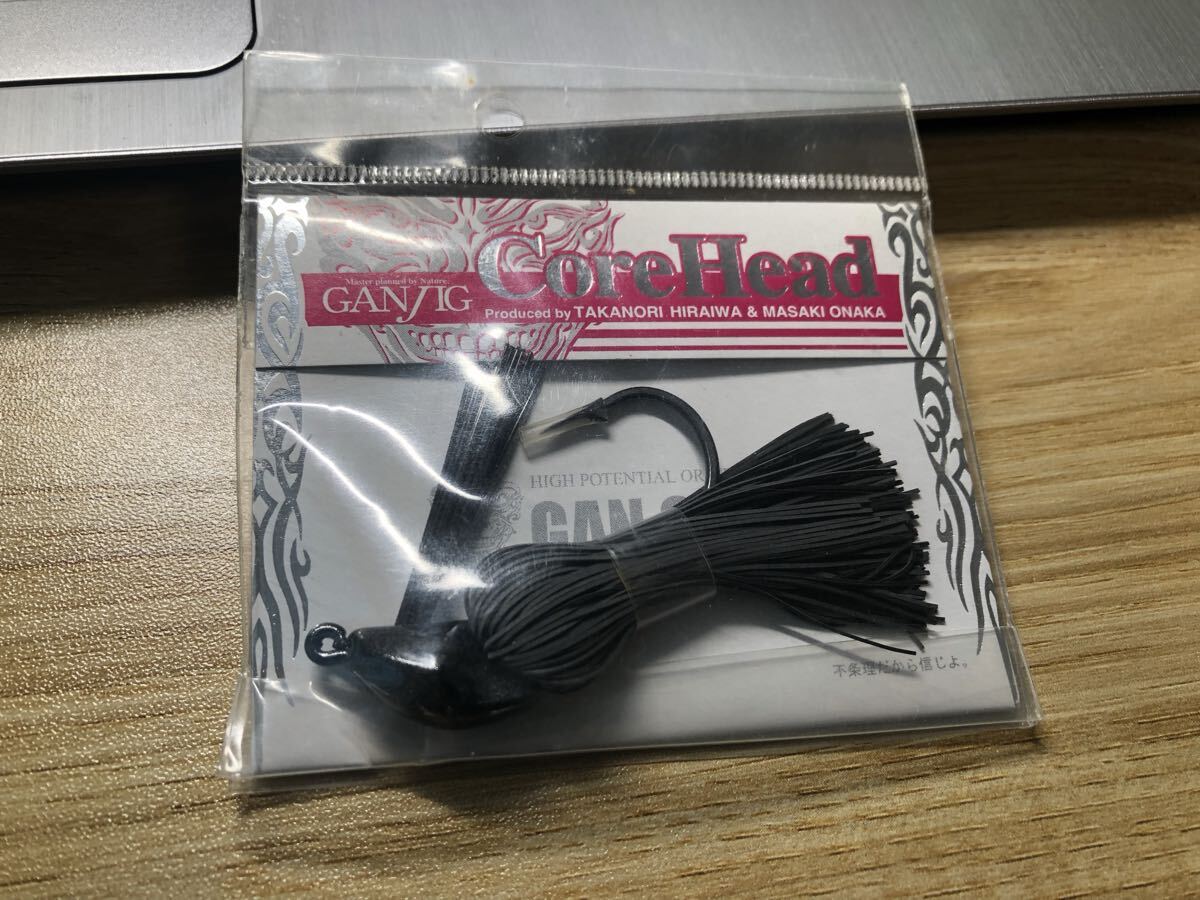 CoreHead
Master planned by Nature.
GANJIG
Produced by TAKANORI HIRAIWA & MASAKI ONAKA
HIGH POTENTIAL OR
GAN
不条理だから信じよ。